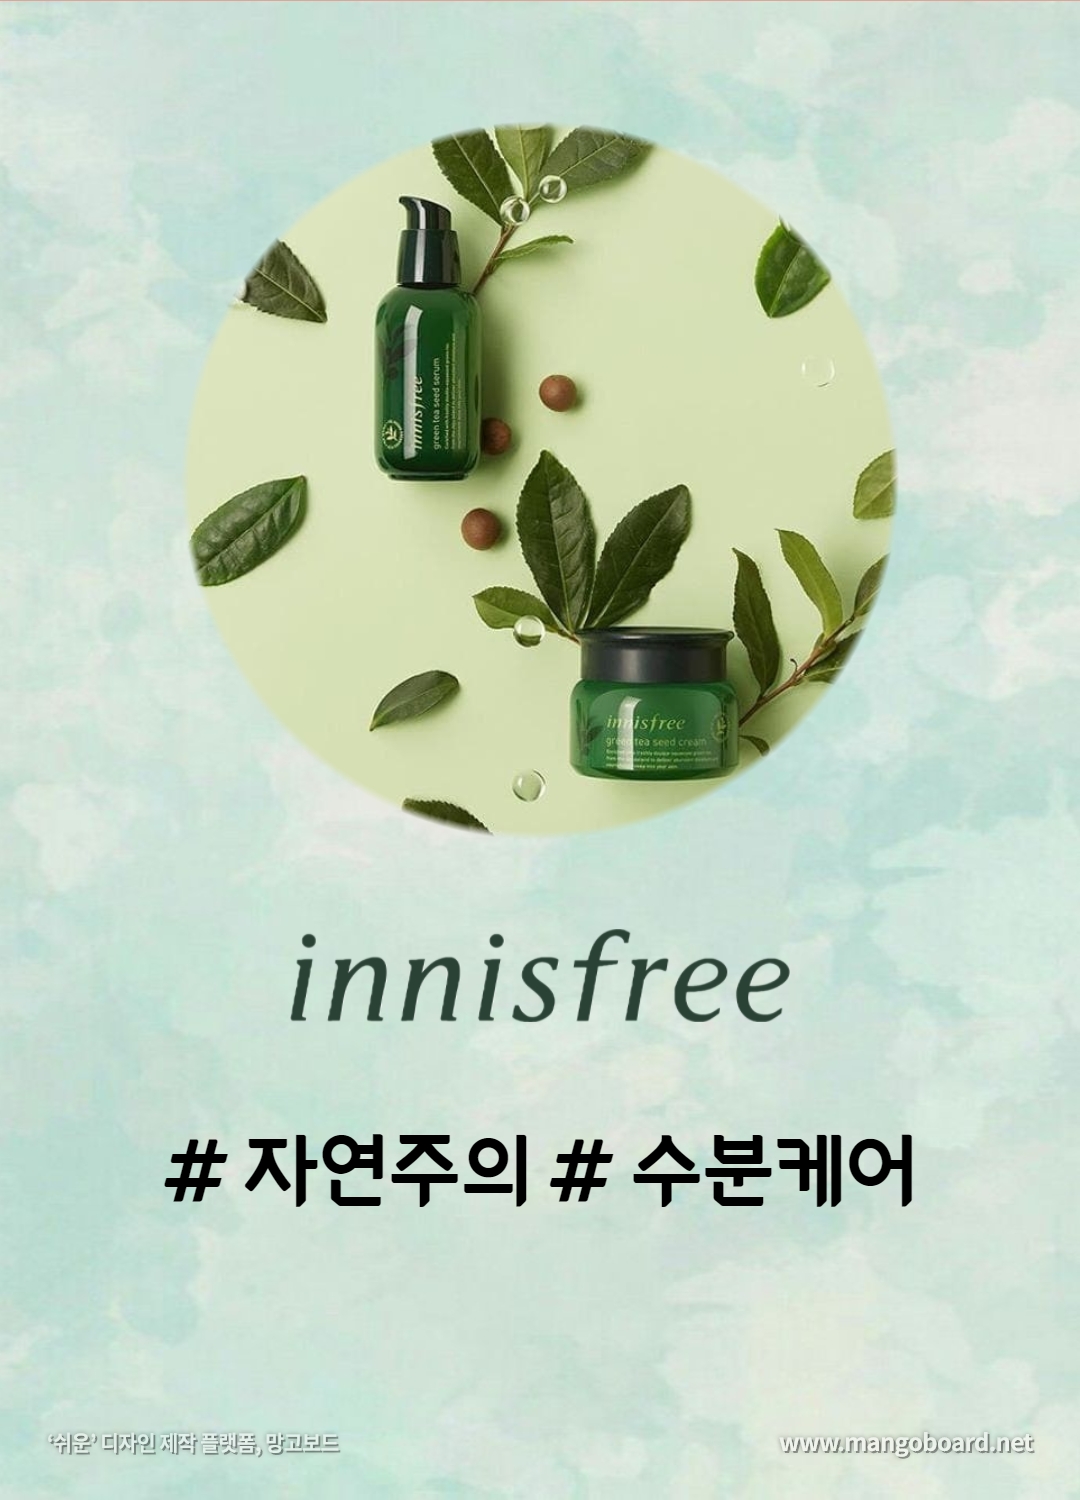 innisfree
green tea seed serum
innisfree
green tea seed cream
innisfree
# 자연주의 # 수분케어
‘쉬운’ 디자인 제작 플랫폼, 망고보드
www.mangoboard.net